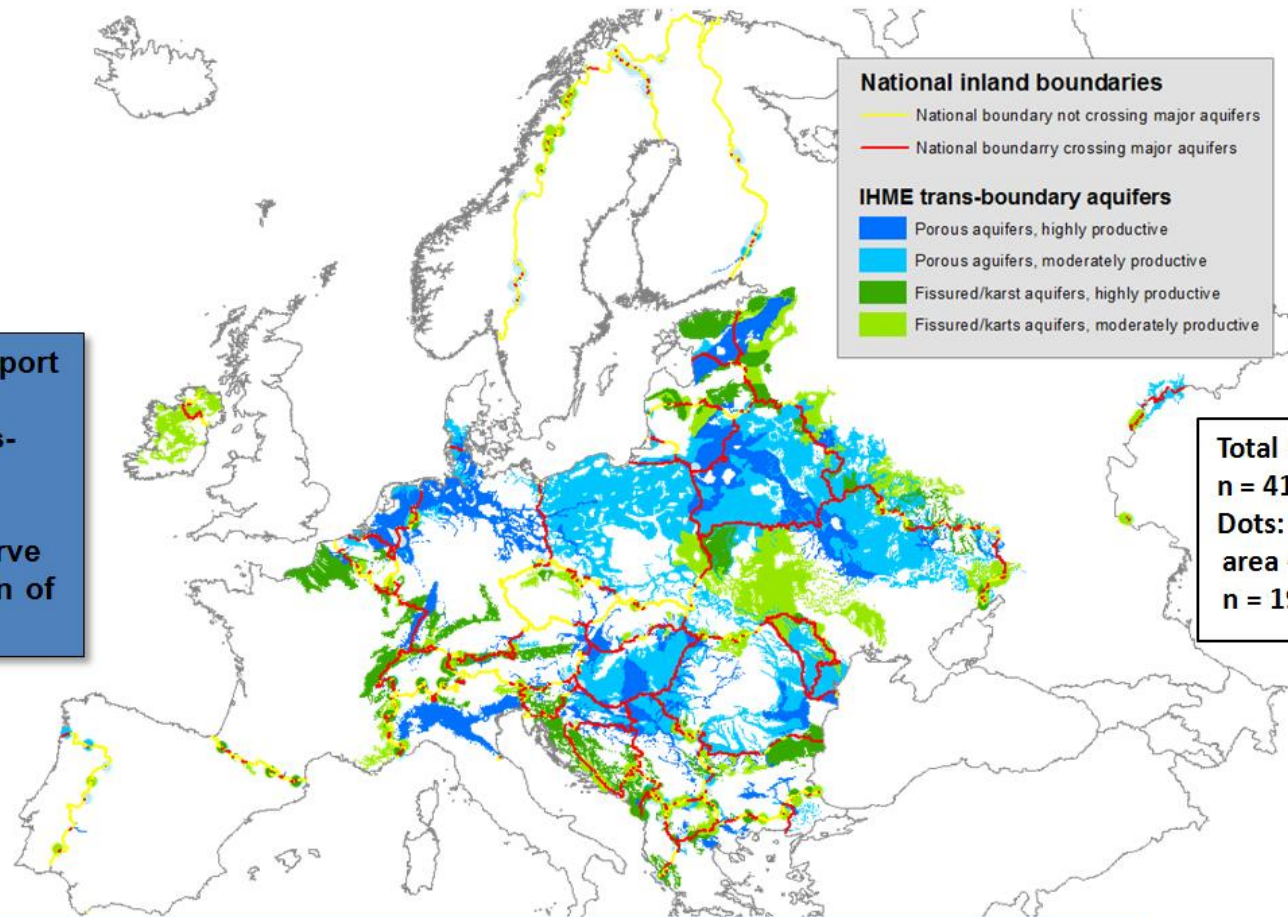 National inland boundaries
National boundary not crossing major aquifers
National boundarry crossing major aquifers
IHME trans-boundary aquifers
Porous aquifers, highly productive
Porous aguifers, moderately productive
Fissured/karst aquifers, highly productive
Fissured/karts aquifers, moderately productive
port
s-
rve
n of
Total
n = 41
Dots:
area
n = 19